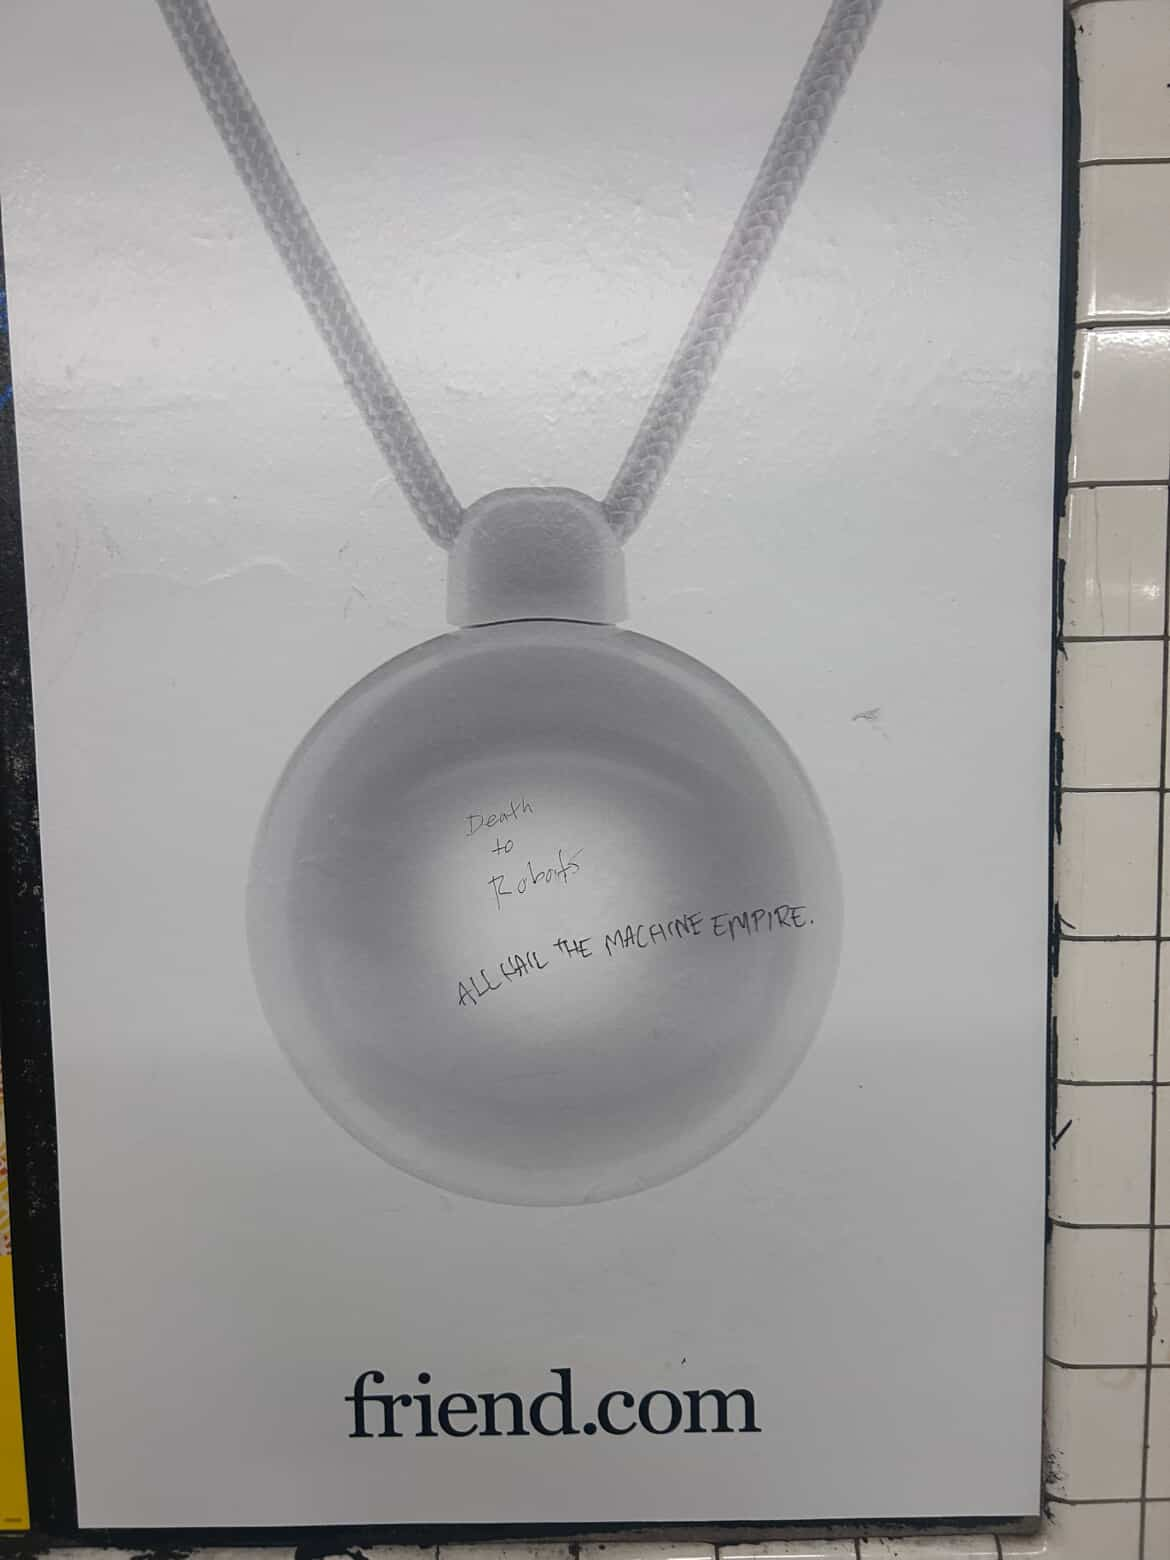 Death
to
Robots
ALL HAIL THE MACHINE EMPIRE.
friend.com